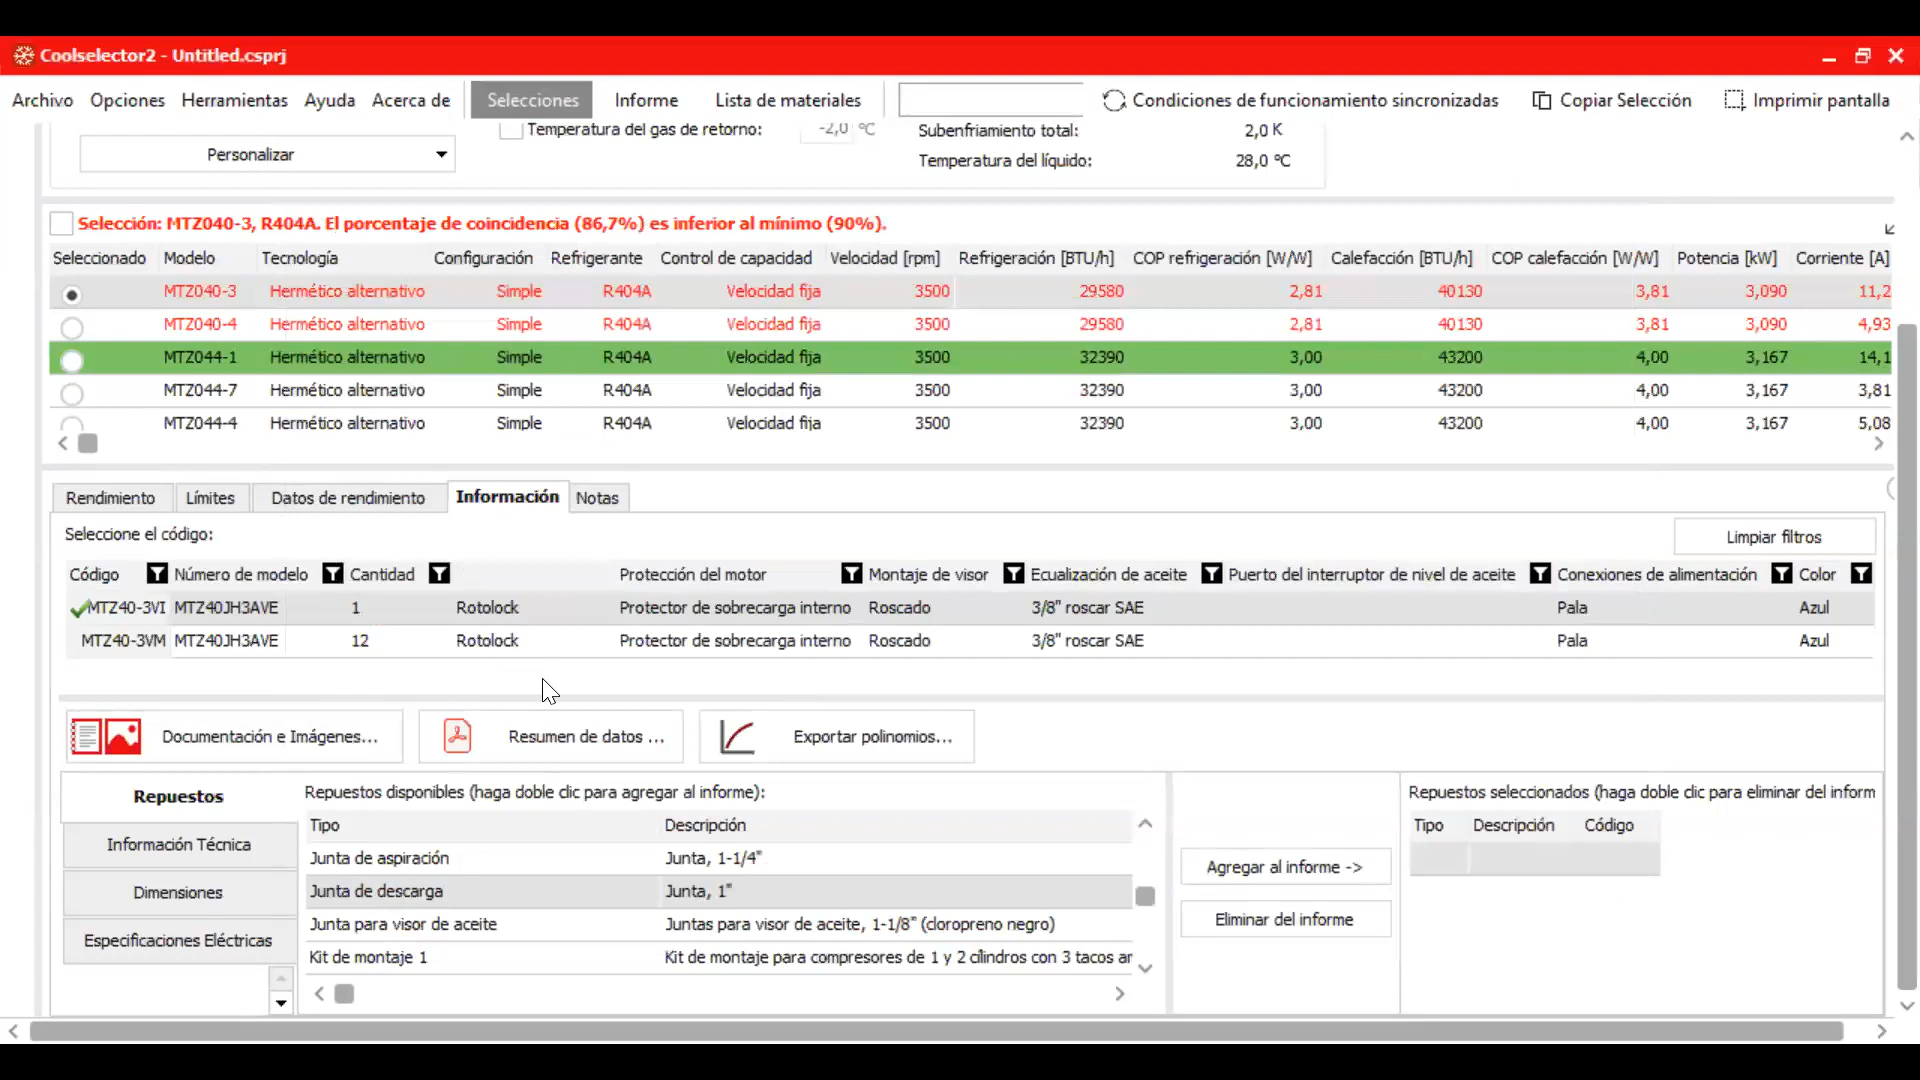 Coolselector2 - Untitled.csprj
Archivo Opciones Herramientas Ayuda Acerca de Selecciones Informe Lista de materiales Condiciones de funcionamiento sincronizadas Copiar Selección Imprimir pantalla
Temperatura del gas de retorno: -2,0 °C Subenfriamiento total: 2,0 K
Personalizar Temperatura del líquido: 28,0 °C
Selección: MTZ040-3, R404A. El porcentaje de coincidencia (86,7%) es inferior al mínimo (90%).
Seleccionado Modelo Tecnología Configuración Refrigerante Control de capacidad Velocidad [rpm] Refrigeración [BTU/h] COP refrigeración [W/W] Calefacción [BTU/h] COP calefacción [W/W] Potencia [kW] Corriente [A]
MTZ040-3 Hermético alternativo Simple R404A Velocidad fija 3500 29580 2,81 40130 3,81 3,090 11,2
MTZ040-4 Hermético alternativo Simple R404A Velocidad fija 3500 29580 2,81 40130 3,81 3,090 4,93
MTZ044-1 Hermético alternativo Simple R404A Velocidad fija 3500 32390 3,00 43200 4,00 3,167 14,1
MTZ044-7 Hermético alternativo Simple R404A Velocidad fija 3500 32390 3,00 43200 4,00 3,167 3,81
MTZ044-4 Hermético alternativo Simple R404A Velocidad fija 3500 32390 3,00 43200 4,00 3,167 5,08
Rendimiento Límites Datos de rendimiento Información Notas
Seleccione el código: Limpiar filtros
Código Número de modelo Cantidad Protección del motor Montaje de visor Ecualización de aceite Puerto del interruptor de nivel de aceite Conexiones de alimentación Color
MTZ40-3VI MTZ40JH3AVE 1 Rotolock Protector de sobrecarga interno Roscado 3/8" roscar SAE Pala Azul
MTZ40-3VM MTZ40JH3AVE 12 Rotolock Protector de sobrecarga interno Roscado 3/8" roscar SAE Pala Azul
Documentación e Imágenes... Resumen de datos ... Exportar polinomios...
Repuestos Repuestos disponibles (haga doble clic para agregar al informe): Repuestos seleccionados (haga doble clic para eliminar del inform
Tipo Descripción Tipo Descripción Código
Información Técnica Junta de aspiración Junta, 1-1/4" Agregar al informe ->
Dimensiones Junta de descarga Junta, 1"
Junta para visor de aceite Juntas para visor de aceite, 1-1/8" (cloropreno negro) Eliminar del informe
Especificaciones Eléctricas Kit de montaje 1 Kit de montaje para compresores de 1 y 2 cilindros con 3 tacos ar